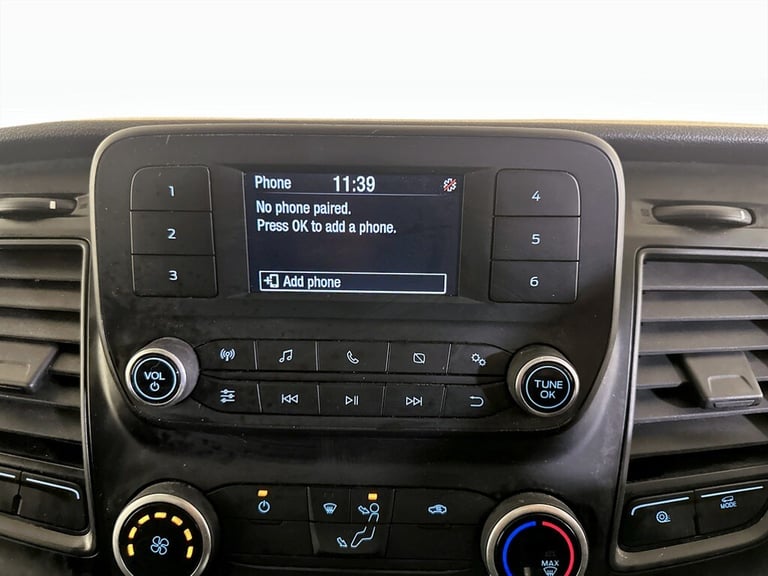 Phone 11:39
No phone paired.
Press OK to add a phone.
Add phone
1
2
3
4
5
6
VOL
TUNE
OK
MAX
MODE